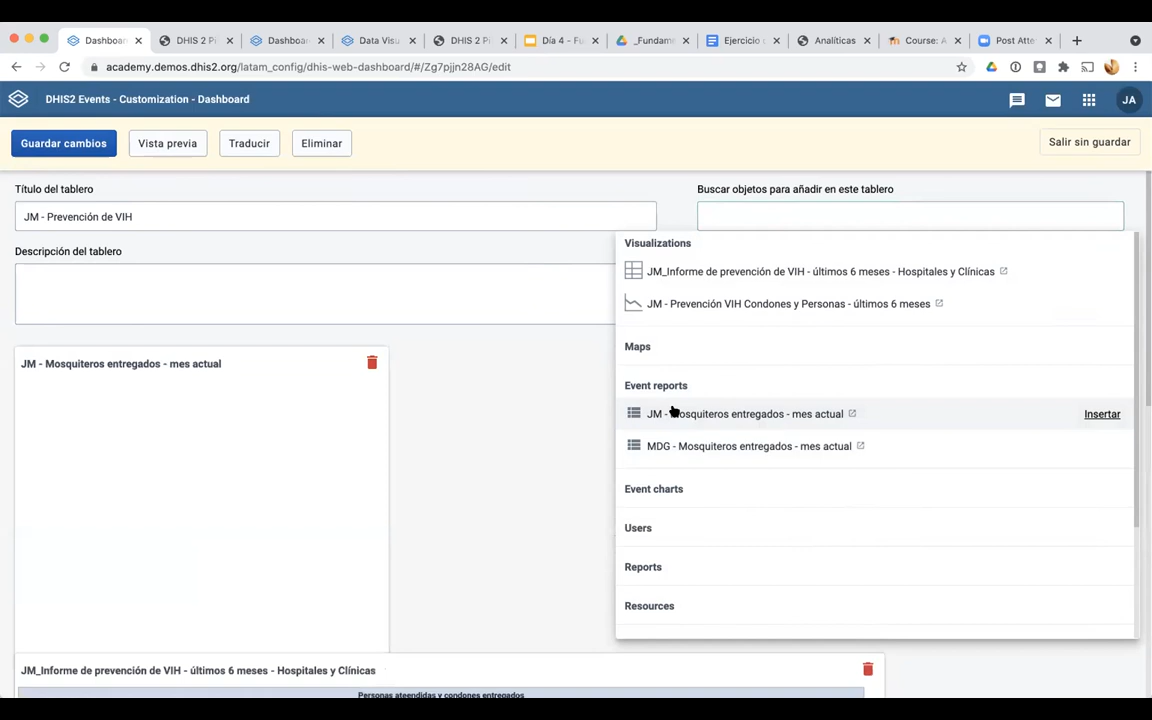 Dashboar
DHIS 2 Pi
Dashboa
Data Visu
DHIS 2 Pi
Día 4 - Fu
_Fundame
Ejercicio
Analíticas
Course: A
Post Atte
academy.demos.dhis2.org/latam_config/dhis-web-dashboard/#/Zg7pjjn28AG/edit
DHIS2 Events - Customization - Dashboard
JA
Guardar cambios
Vista previa
Traducir
Eliminar
Salir sin guardar
Título del tablero
Buscar objetos para añadir en este tablero
JM - Prevención de VIH
Descripción del tablero
Visualizations
JM_Informe de prevención de VIH - últimos 6 meses - Hospitales y Clínicas
JM - Prevención VIH Condones y Personas - últimos 6 meses
Maps
Event reports
JM - Mosquiteros entregados - mes actual
Insertar
MDG - Mosquiteros entregados - mes actual
Event charts
Users
Reports
Resources
JM - Mosquiteros entregados - mes actual
JM_Informe de prevención de VIH - últimos 6 meses - Hospitales y Clínicas
Personas ateendidas y condones entregados